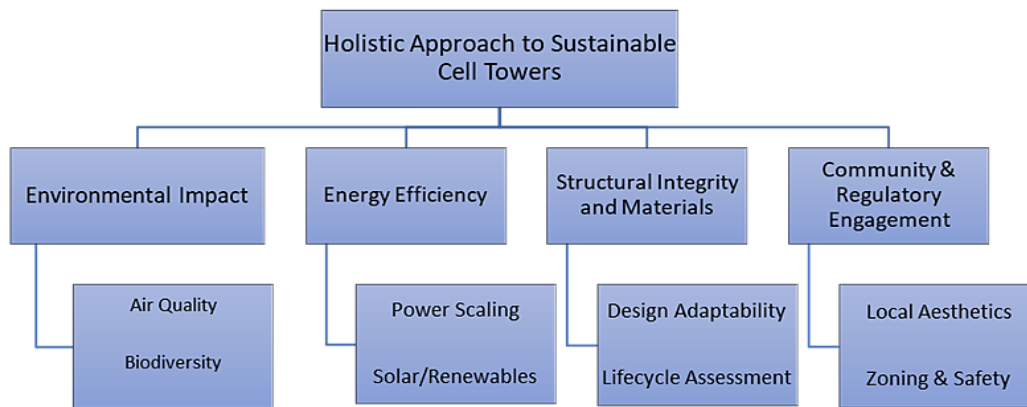 Holistic Approach to Sustainable
Cell Towers
Environmental Impact
Energy Efficiency
Structural Integrity
and Materials
Community &
Regulatory
Engagement
Air Quality
Biodiversity
Power Scaling
Solar/Renewables
Design Adaptability
Lifecycle Assessment
Local Aesthetics
Zoning & Safety